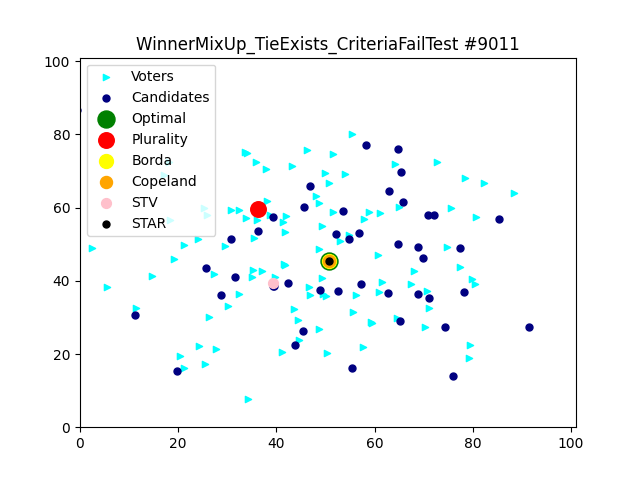 WinnerMixUp_TieExists_CriteriaFailTest #9011
100
80
60
40
20
0
Voters
Candidates
Optimal
Plurality
Borda
Copeland
STV
STAR
0 20 40 60 80 100